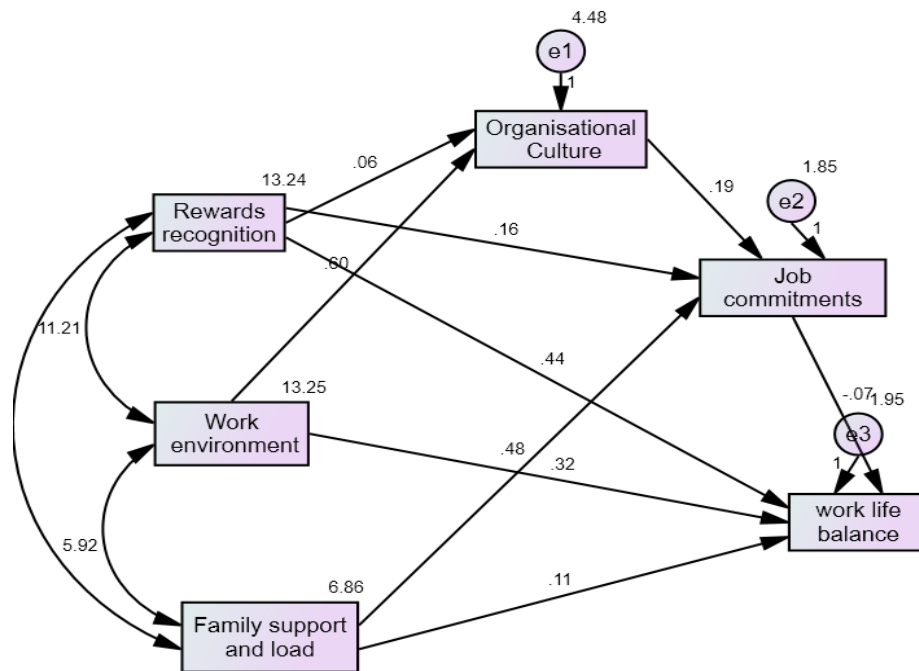 4.48
e1
1
Organisational
Culture
.06
13.24
Rewards
recognition
.19
1.85
e2
1
.16
.60
Job
commitments
11.21
.44
13.25
Work
environment
-.07
1.95
e3
1
.48
.32
work life
balance
5.92
6.86
.11
Family support
and load